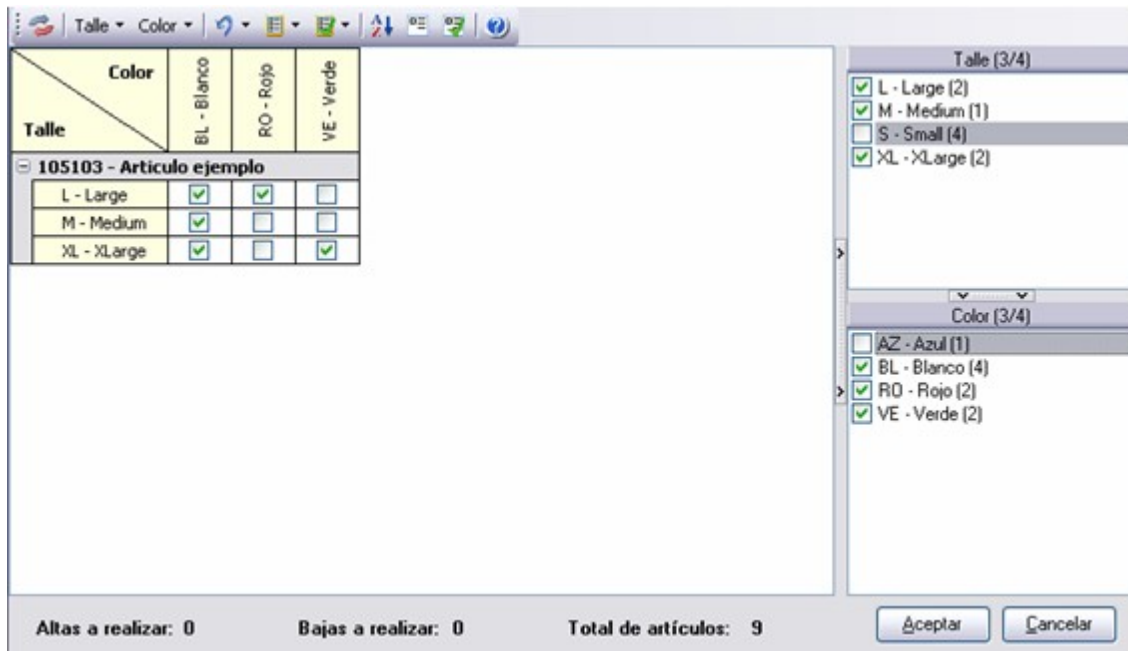 Talle Color
Color
Talle
BL - Blanco
RO - Rojo
VE - Verde
105103 - Articulo ejemplo
L - Large
M - Medium
XL - XLarge
Talle (3/4)
L - Large (2)
M - Medium (1)
S - Small (4)
XL - XLarge (2)
Color (3/4)
AZ - Azul (1)
BL - Blanco (4)
RO - Rojo (2)
VE - Verde (2)
Altas a realizar: 0 Bajas a realizar: 0 Total de artículos: 9 Aceptar Cancelar